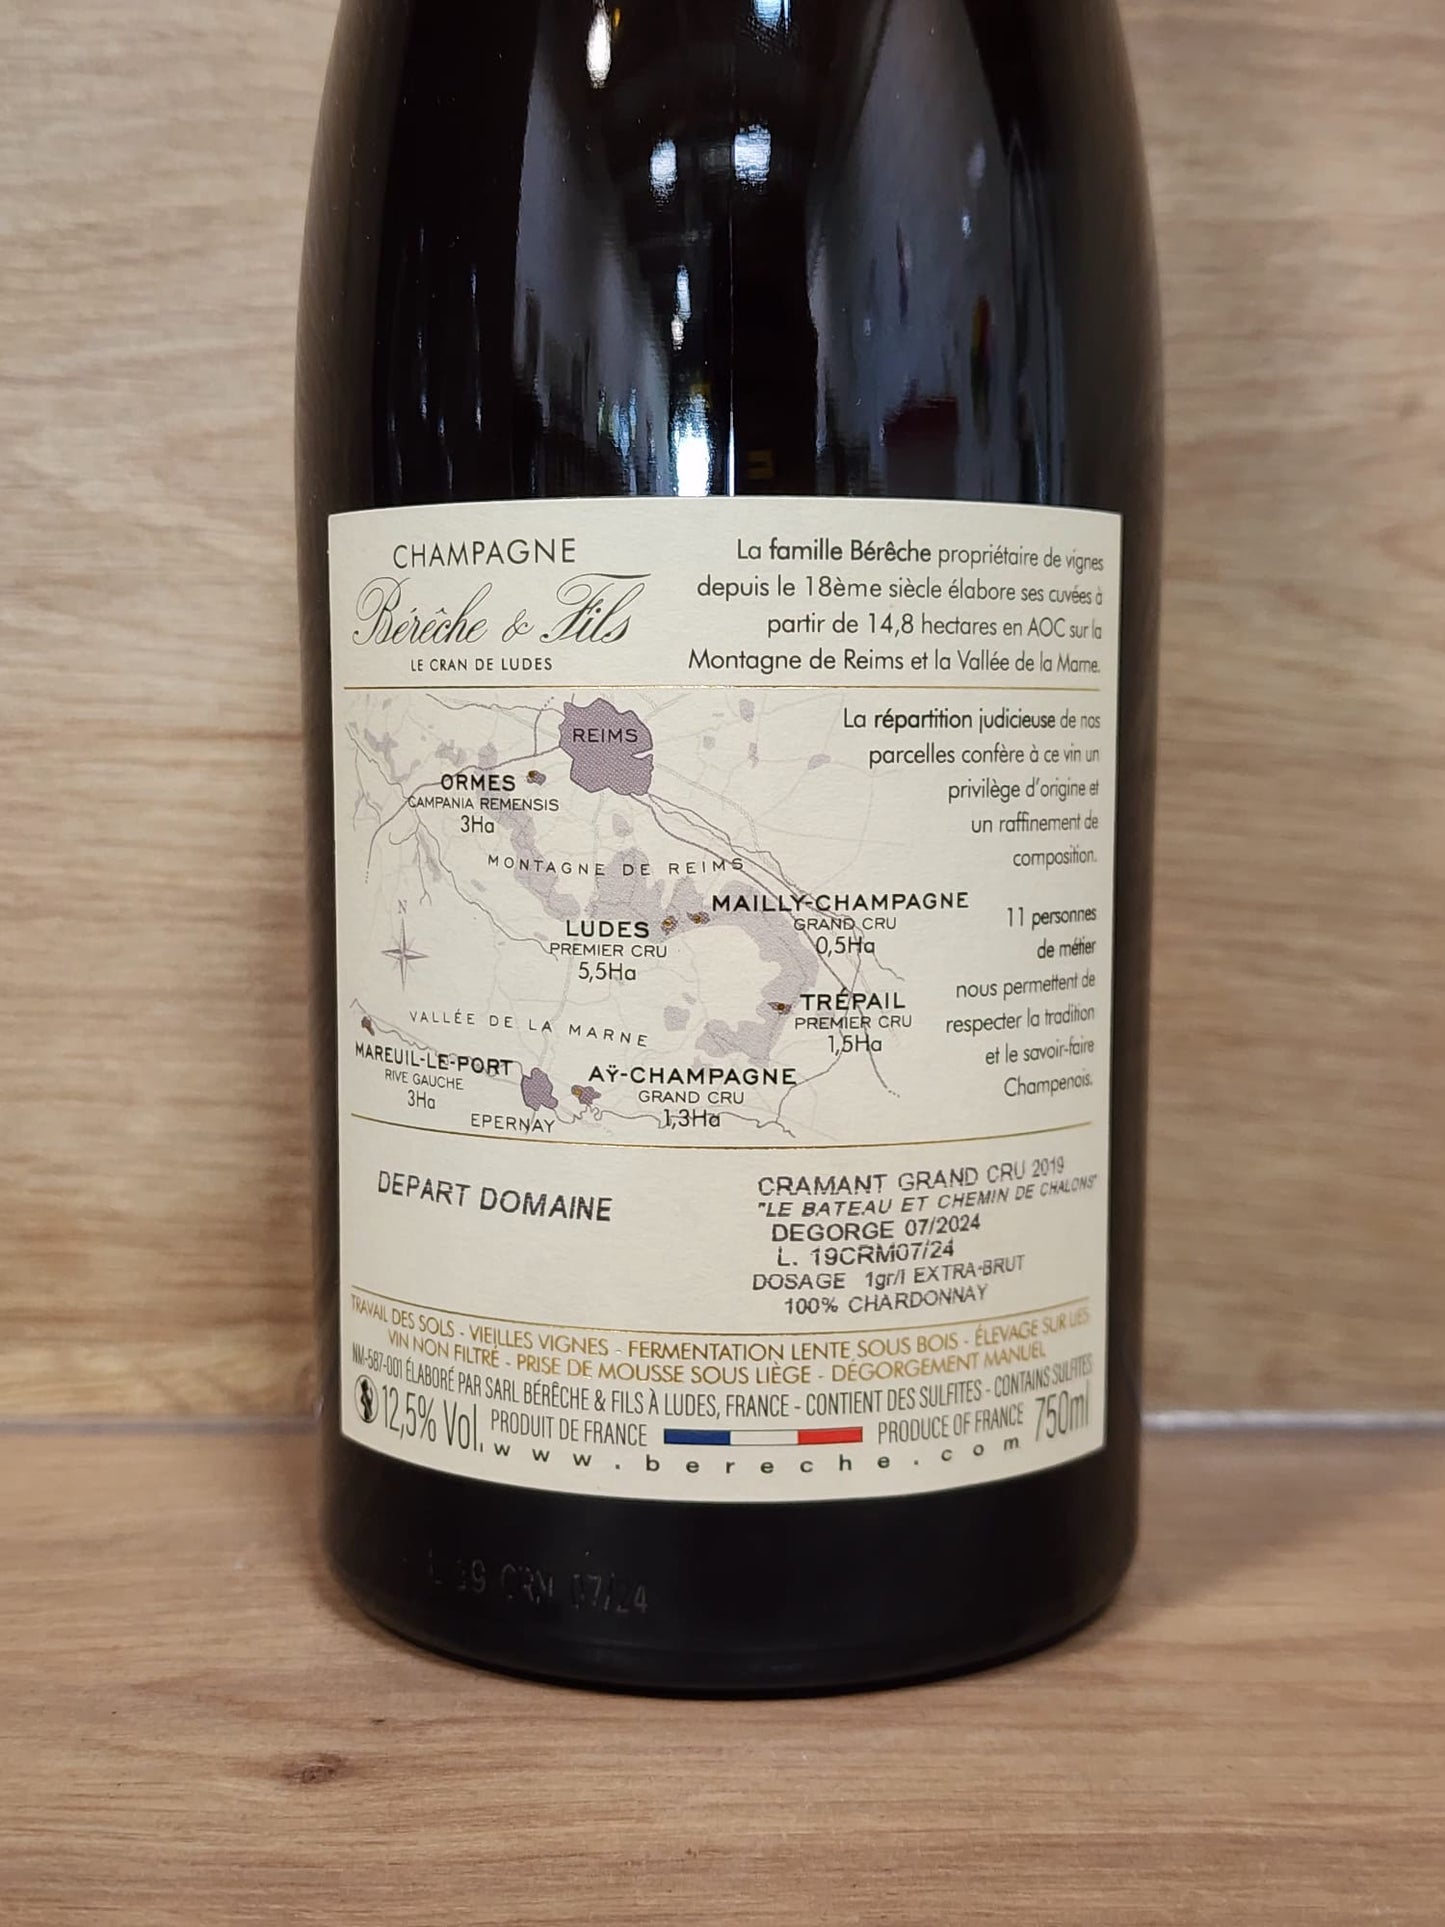 CHAMPAGNE
Bérêche & Fils
LE CRAN DE LUDES
La famille Bérêche propriétaire de vignes
depuis le 18ème siècle élabore ses cuvées à
partir de 14,8 hectares en AOC sur la
Montagne de Reims et la Vallée de la Marne.
REIMS
ORMES
CAMPANIA REMENSIS
3Ha
MONTAGNE DE REIMS
La répartition judicieuse de nos
parcelles confère à ce vin un
privilège d'origine et
un raffinement de
composition.
MAILLY-CHAMPAGNE
GRAND CRU
0,5Ha
N
LUDES
PREMIER CRU
5,5Ha
11 personnes
de métier
nous permettent de
respecter la tradition
et le savoir-faire
Champenois.
TRÉPAIL
PREMIER CRU
1,5Ha
VALLÉE DE LA MARNE
MAREUIL-LE-PORT
RIVE GAUCHE
3Ha
AŸ-CHAMPAGNE
GRAND CRU
1,3Ha
EPERNAY
DEPART DOMAINE
CRAMANT GRAND CRU 2019
"LE BATEAU ET CHEMIN DE CHALONS"
DEGORGE 07/2024
L. 19CRM07/24
DOSAGE 1gr/l EXTRA-BRUT
100% CHARDONNAY
TRAVAIL DES SOLS - VIEILLES VIGNES - FERMENTATION LENTE SOUS BOIS - ÉLEVAGE SUR LIES
VIN NON FILTRÉ - PRISE DE MOUSSE SOUS LIÈGE - DÉGORGEMENT MANUEL
NM-587-001 ÉLABORÉ PAR SARL BÉRÊCHE & FILS À LUDES, FRANCE - CONTIENT DES SULFITES - CONTAINS SULFITES
12,5% Vol. PRODUIT DE FRANCE PRODUCE OF FRANCE 750ml
www.bereche.com
L 19 CRM 07/24